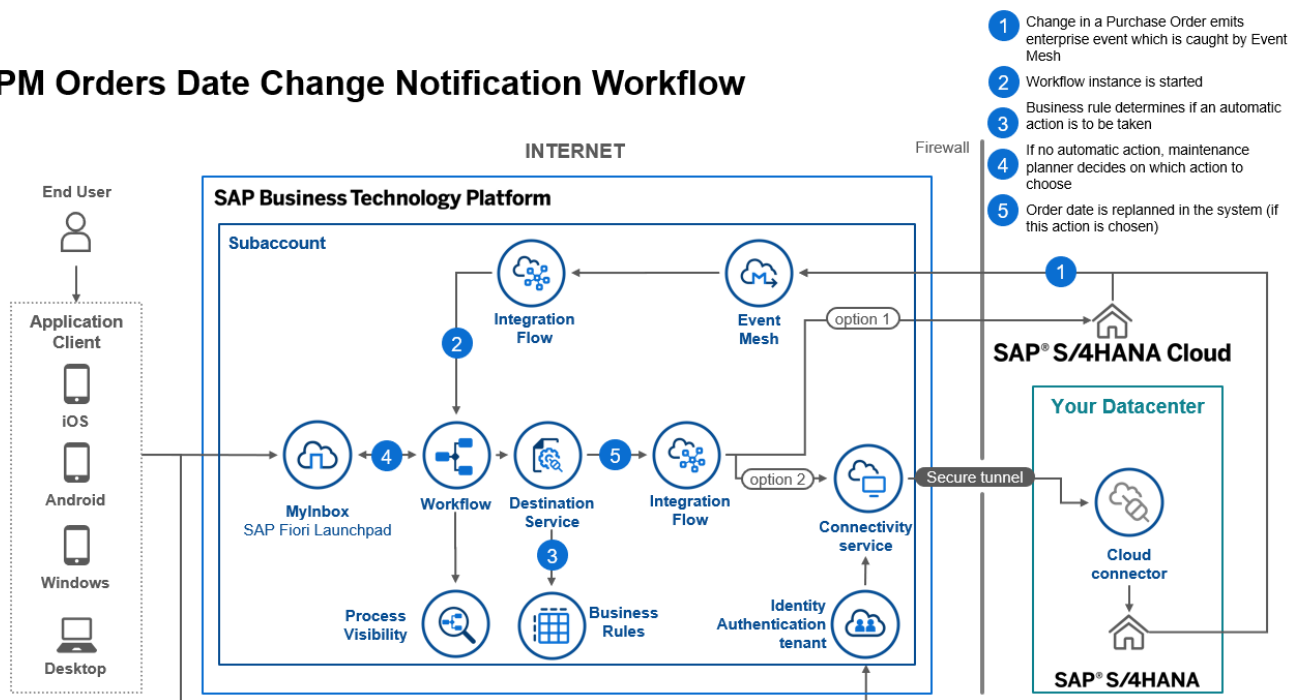 1
Change in a Purchase Order emits
enterprise event which is caught by Event
Mesh
2
Workflow instance is started
3
Business rule determines if an automatic
action is to be taken
4
If no automatic action, maintenance
planner decides on which action to
choose
5
Order date is replanned in the system (if
this action is chosen)
PM Orders Date Change Notification Workflow
INTERNET
Firewall
End User
Application
Client
iOS
Android
Windows
Desktop
SAP Business Technology Platform
Subaccount
Integration
Flow
Event
Mesh
1
option 1
2
SAP® S/4HANA Cloud
Your Datacenter
4
5
option 2
Secure tunnel
MyInbox
SAP Fiori Launchpad
Workflow
Destination
Service
Integration
Flow
Connectivity
service
Cloud
connector
3
Process
Visibility
Business
Rules
Identity
Authentication
tenant
SAP® S/4HANA